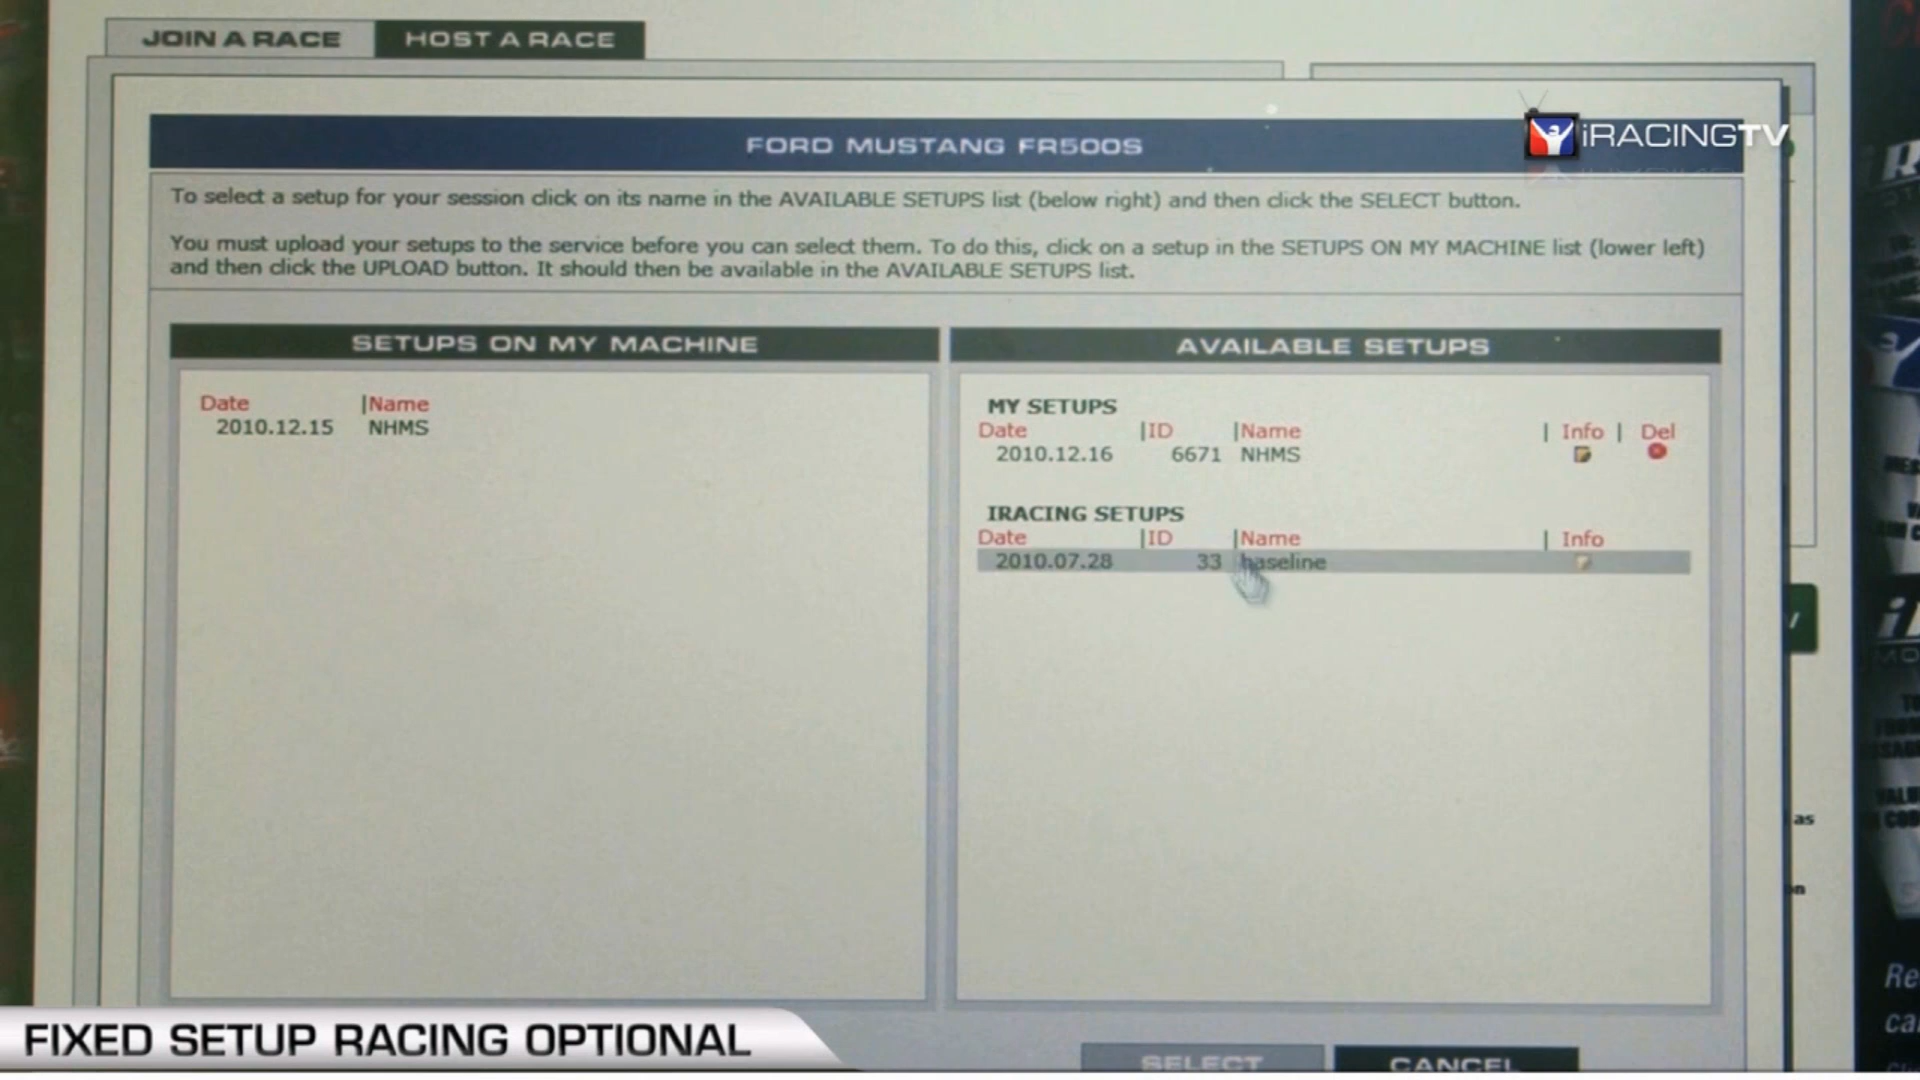 JOIN A RACE
HOST A RACE
FORD MUSTANG FR500S
iRACINGTV
To select a setup for your session click on its name in the AVAILABLE SETUPS list (below right) and then click the SELECT button.
You must upload your setups to the service before you can select them. To do this, click on a setup in the SETUPS ON MY MACHINE list (lower left)
and then click the UPLOAD button. It should then be available in the AVAILABLE SETUPS list.
SETUPS ON MY MACHINE
Date |Name
2010.12.15 NHMS
AVAILABLE SETUPS
MY SETUPS
Date |ID |Name | Info | Del
2010.12.16 6671 NHMS
IRACING SETUPS
Date |ID |Name | Info
2010.07.28 33 baseline
as
SELECT
CANCEL
FIXED SETUP RACING OPTIONAL